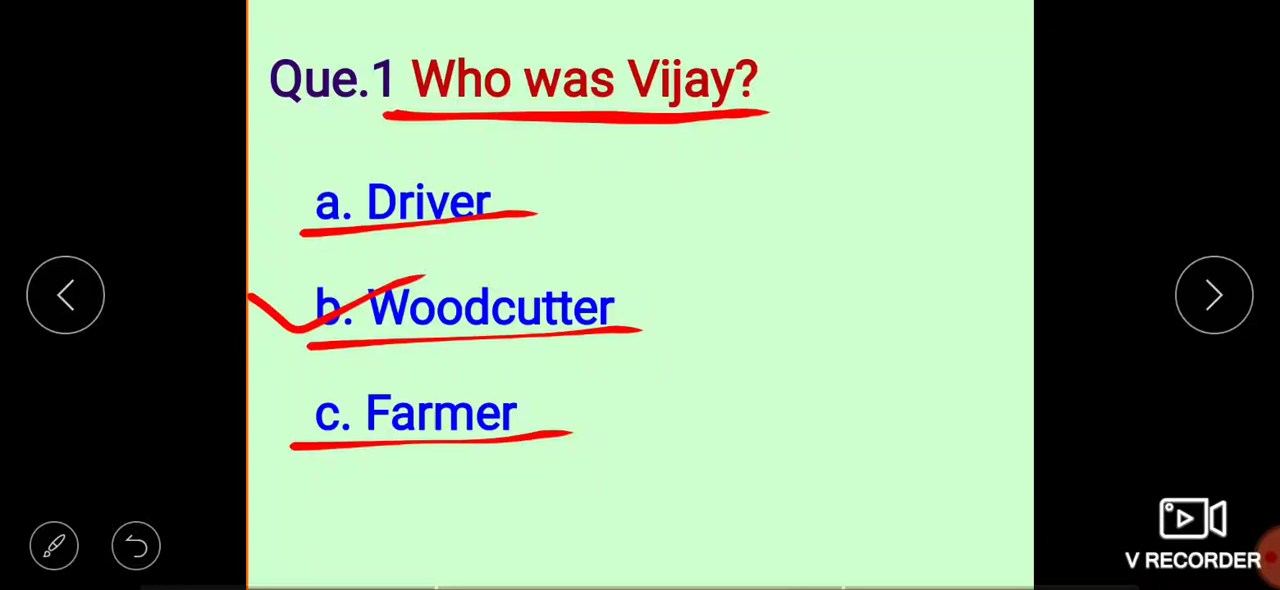 Que.1 Who was Vijay?
a. Driver
b. Woodcutter
c. Farmer
V RECORDER